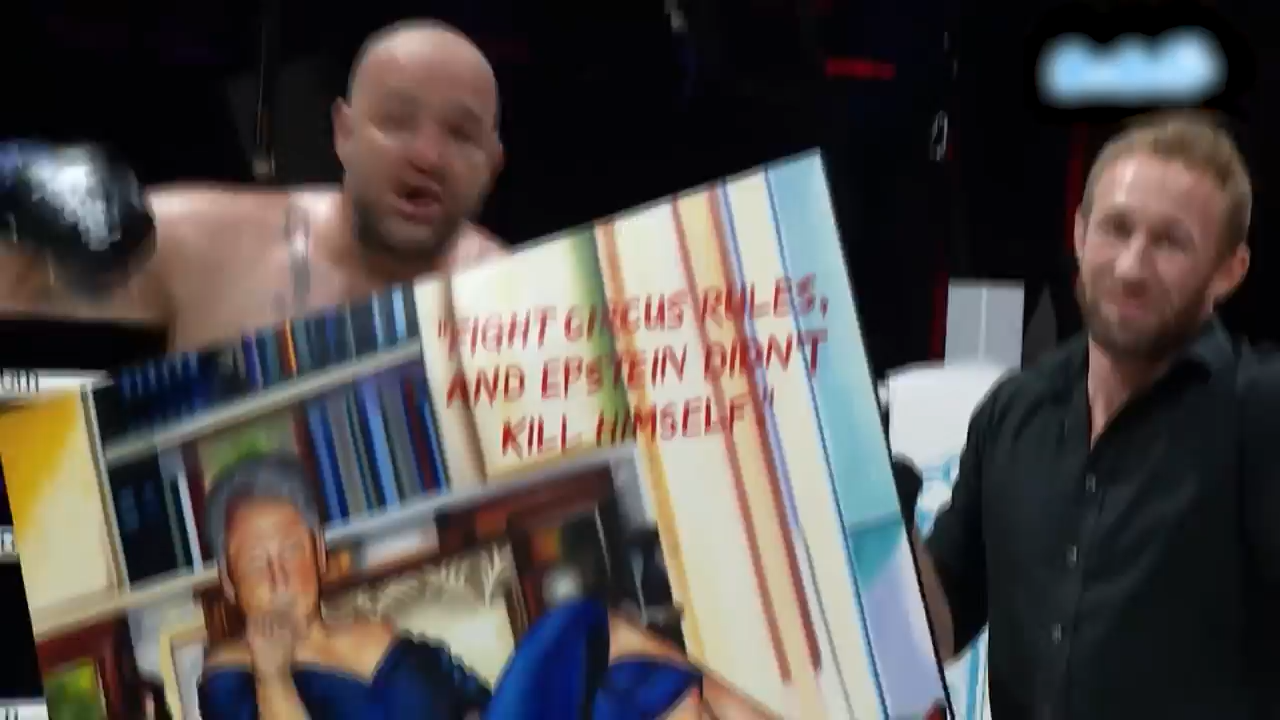 "FIGHT CIRCUS RULES,
AND EPSTEIN DIDN'T
KILL HIMSELF"